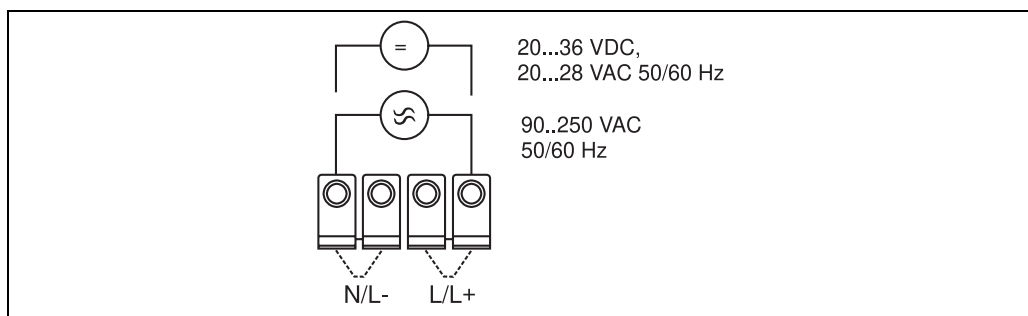 =
20...36 VDC,
20...28 VAC 50/60 Hz
90..250 VAC
50/60 Hz
N/L- L/L+